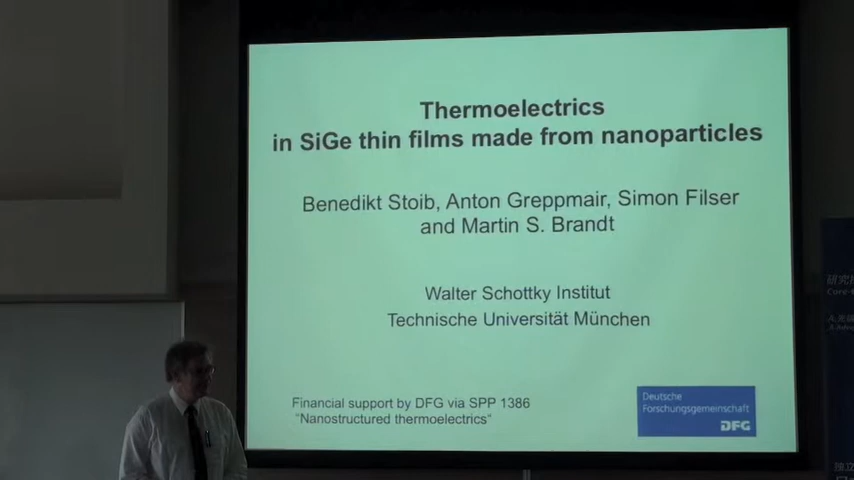 Thermoelectrics
in SiGe thin films made from nanoparticles
Benedikt Stoib, Anton Greppmair, Simon Filser
and Martin S. Brandt
Walter Schottky Institut
Technische Universität München
Financial support by DFG via SPP 1386
"Nanostructured thermoelectrics"
Deutsche
Forschungsgemeinschaft
DFG